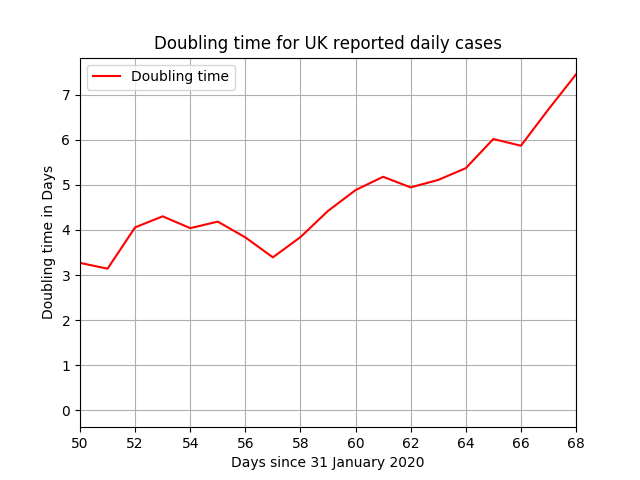 Doubling time for UK reported daily cases
Doubling time
Doubling time in Days
7
6
5
4
3
2
1
0
50 52 54 56 58 60 62 64 66 68
Days since 31 January 2020